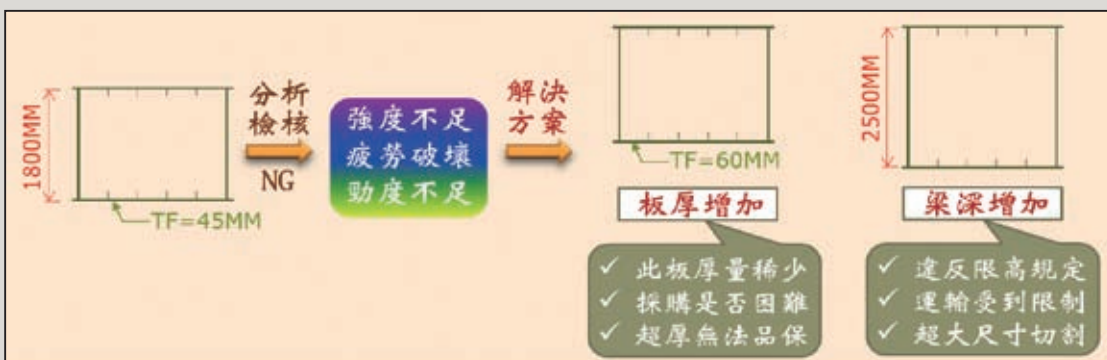 1800MM
TF=45MM
分析
檢核
NG
強度不足
疲勞破壞
勁度不足
解決
方案
TF=60MM
板厚增加
✓ 此板厚量稀少
✓ 採購是否困難
✓ 超厚無法品保
2500MM
梁深增加
✓ 違反限高規定
✓ 運輸受到限制
✓ 超大尺寸切割